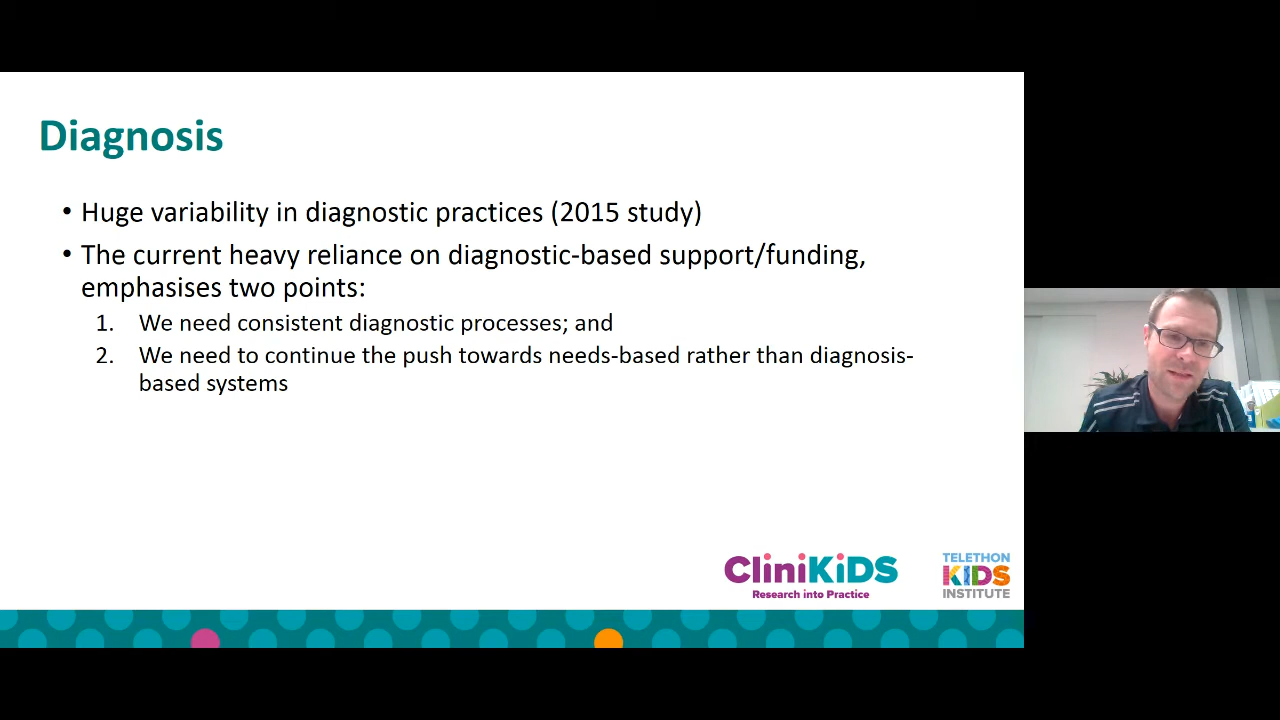 Diagnosis
• Huge variability in diagnostic practices (2015 study)
• The current heavy reliance on diagnostic-based support/funding,
emphasises two points:
1. We need consistent diagnostic processes; and
2. We need to continue the push towards needs-based rather than diagnosis-
based systems
CliniKiDS
Research into Practice
TELETHON
KIDS
INSTITUTE